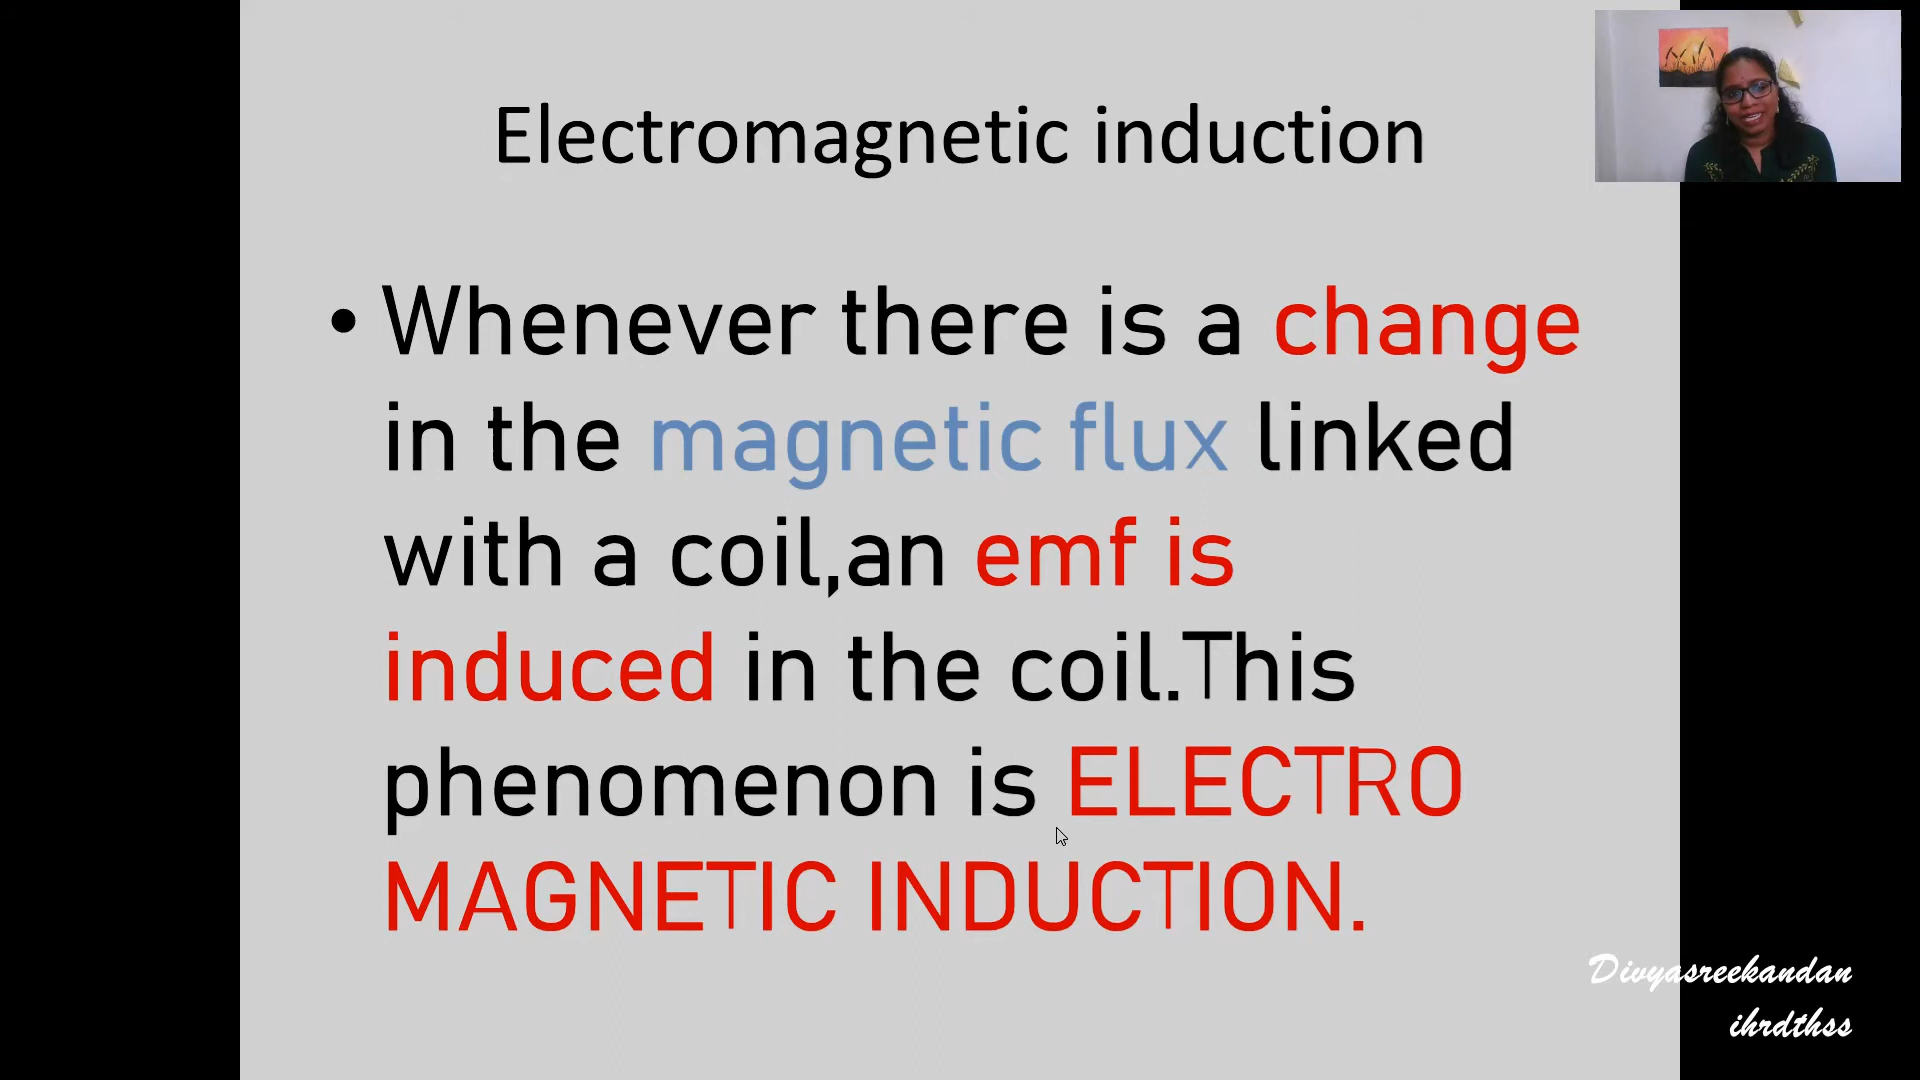 Electromagnetic induction
• Whenever there is a change
in the magnetic flux linked
with a coil,an emf is
induced in the coil.This
phenomenon is ELECTRO
MAGNETIC INDUCTION.
Divyasreekandan
ihrdthss